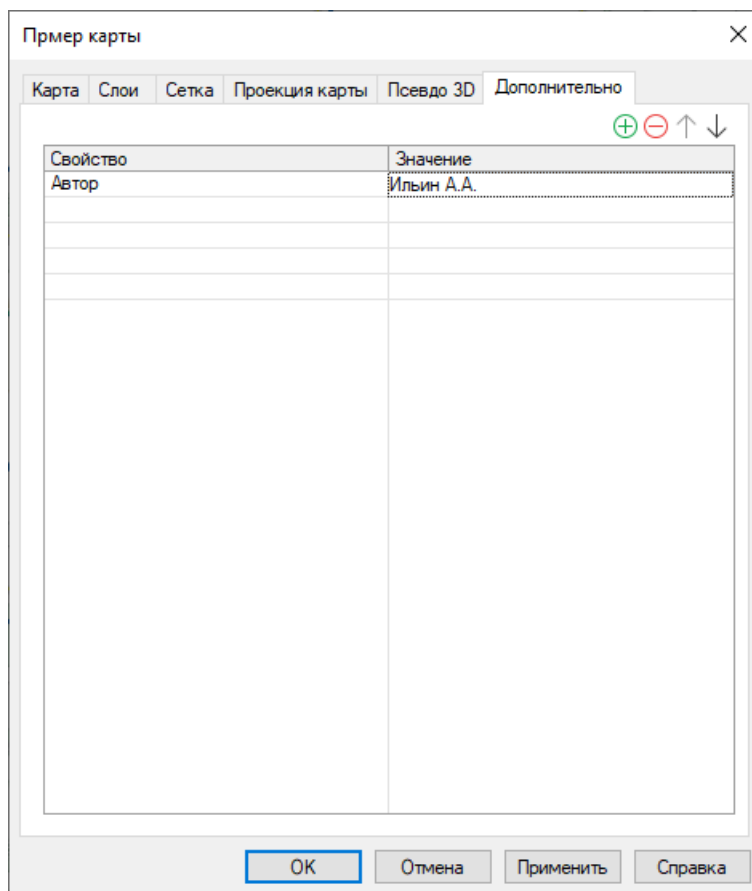 Прмер карты
Карта Слои Сетка Проекция карты Псевдо 3D Дополнительно
Свойство Значение
Автор Ильин А.А.
OK Отмена Применить Справка